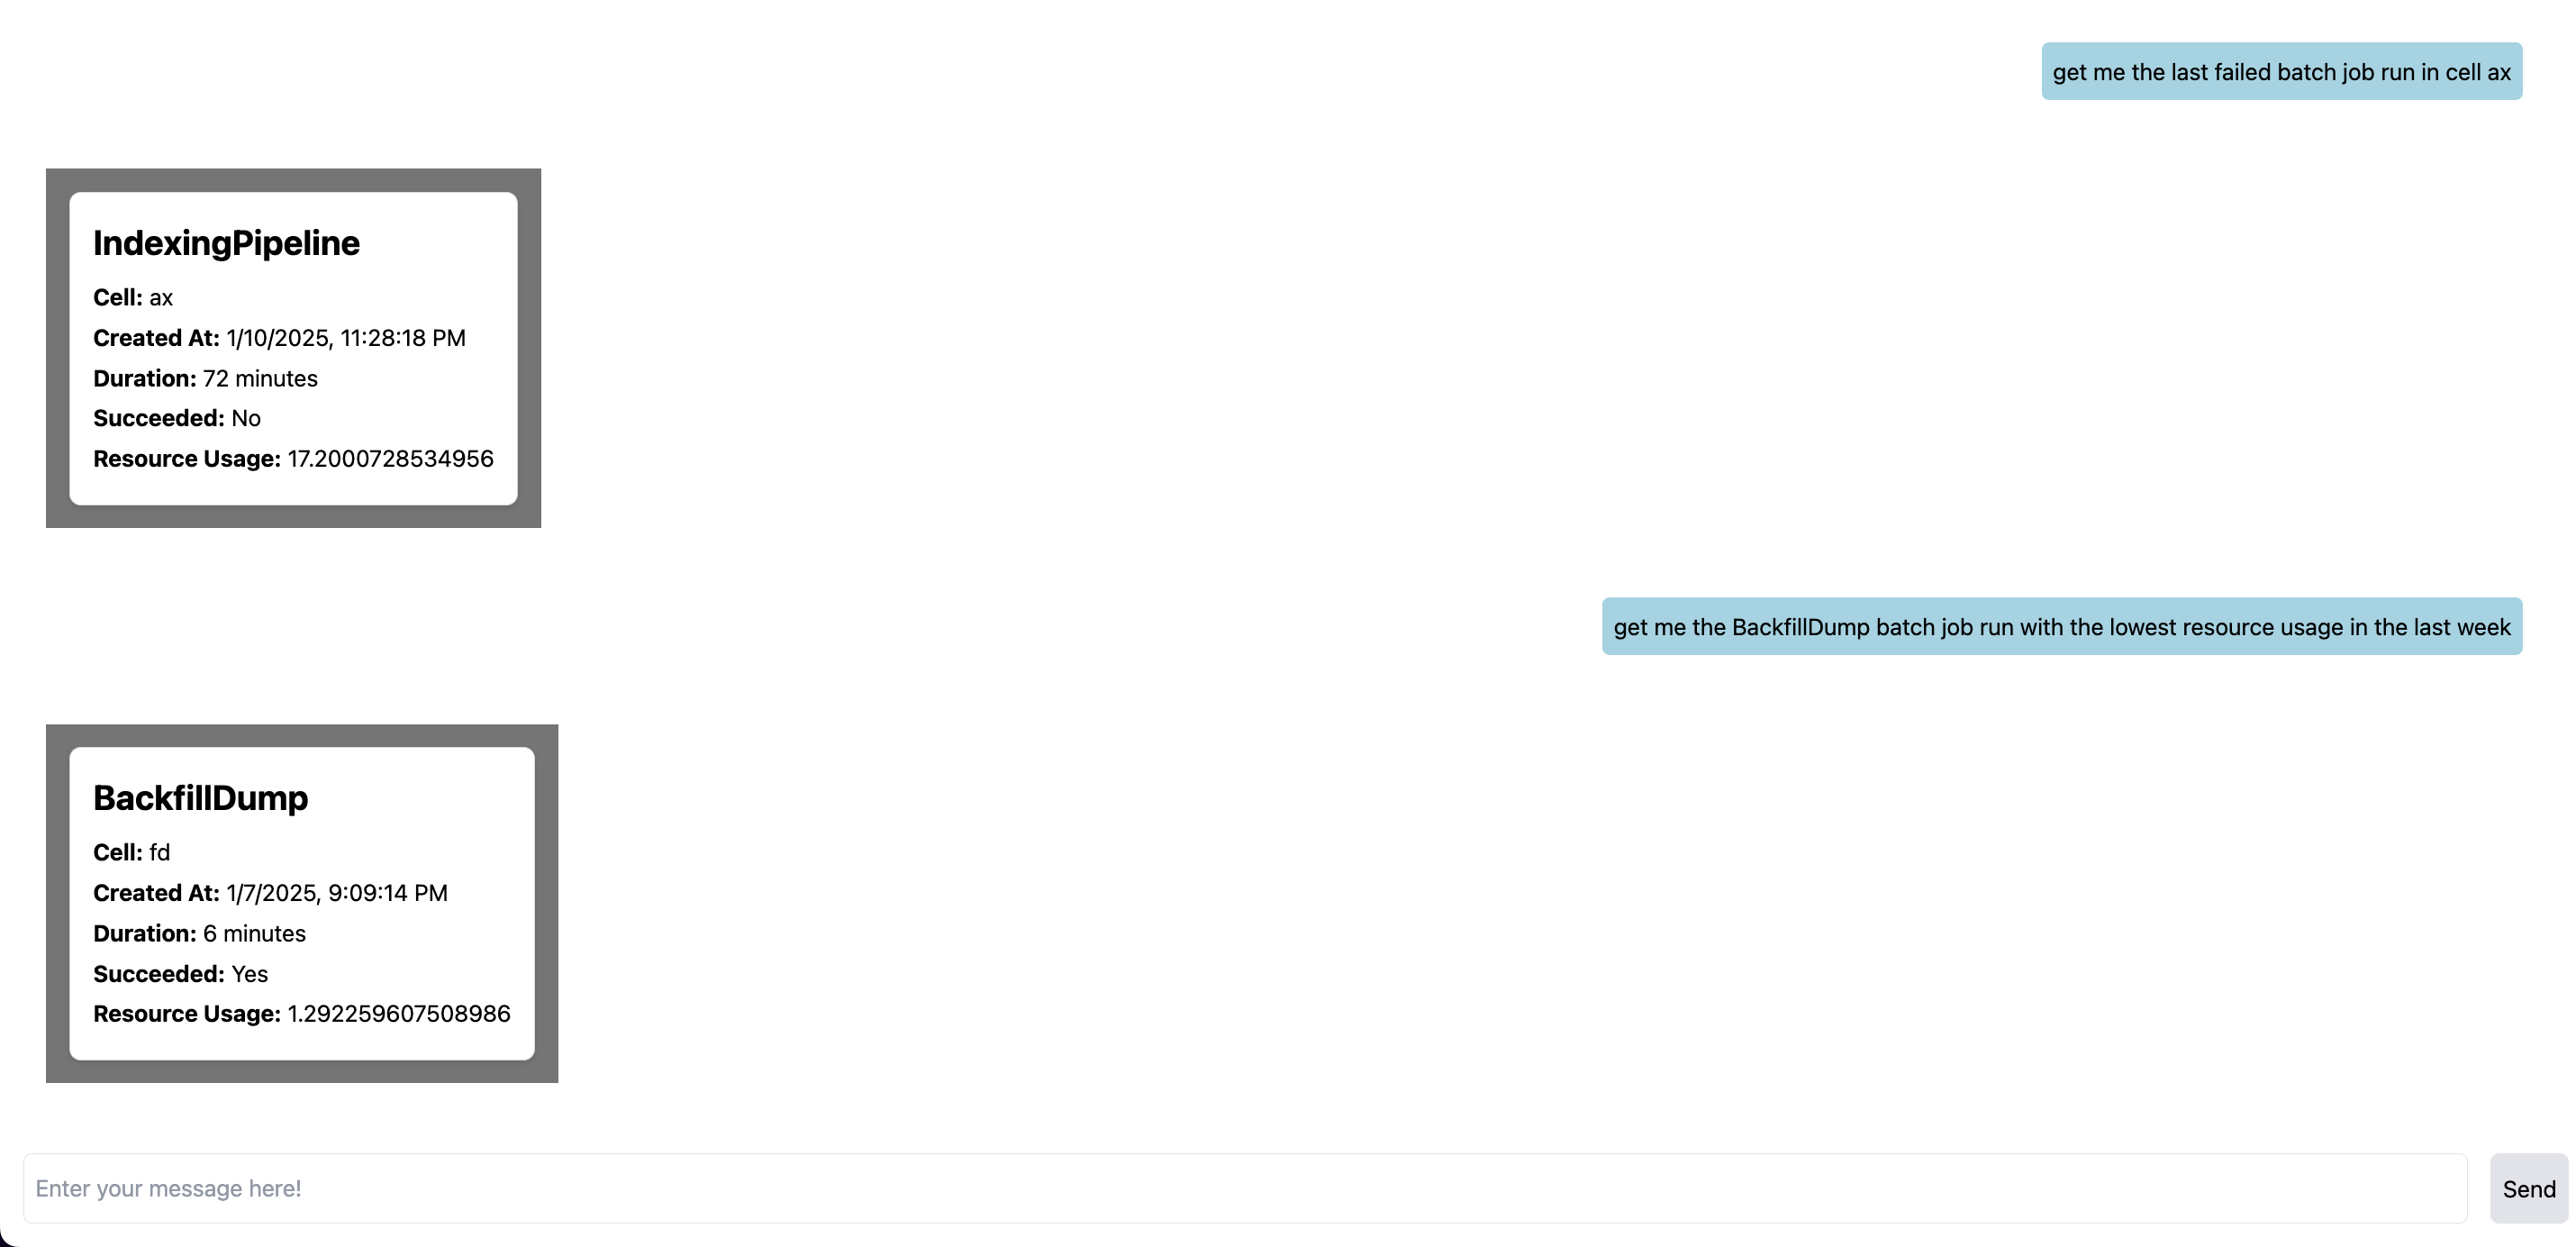 get me the last failed batch job run in cell ax
IndexingPipeline
Cell: ax
Created At: 1/10/2025, 11:28:18 PM
Duration: 72 minutes
Succeeded: No
Resource Usage: 17.2000728534956
get me the BackfillDump batch job run with the lowest resource usage in the last week
BackfillDump
Cell: fd
Created At: 1/7/2025, 9:09:14 PM
Duration: 6 minutes
Succeeded: Yes
Resource Usage: 1.292259607508986
Enter your message here!
Send